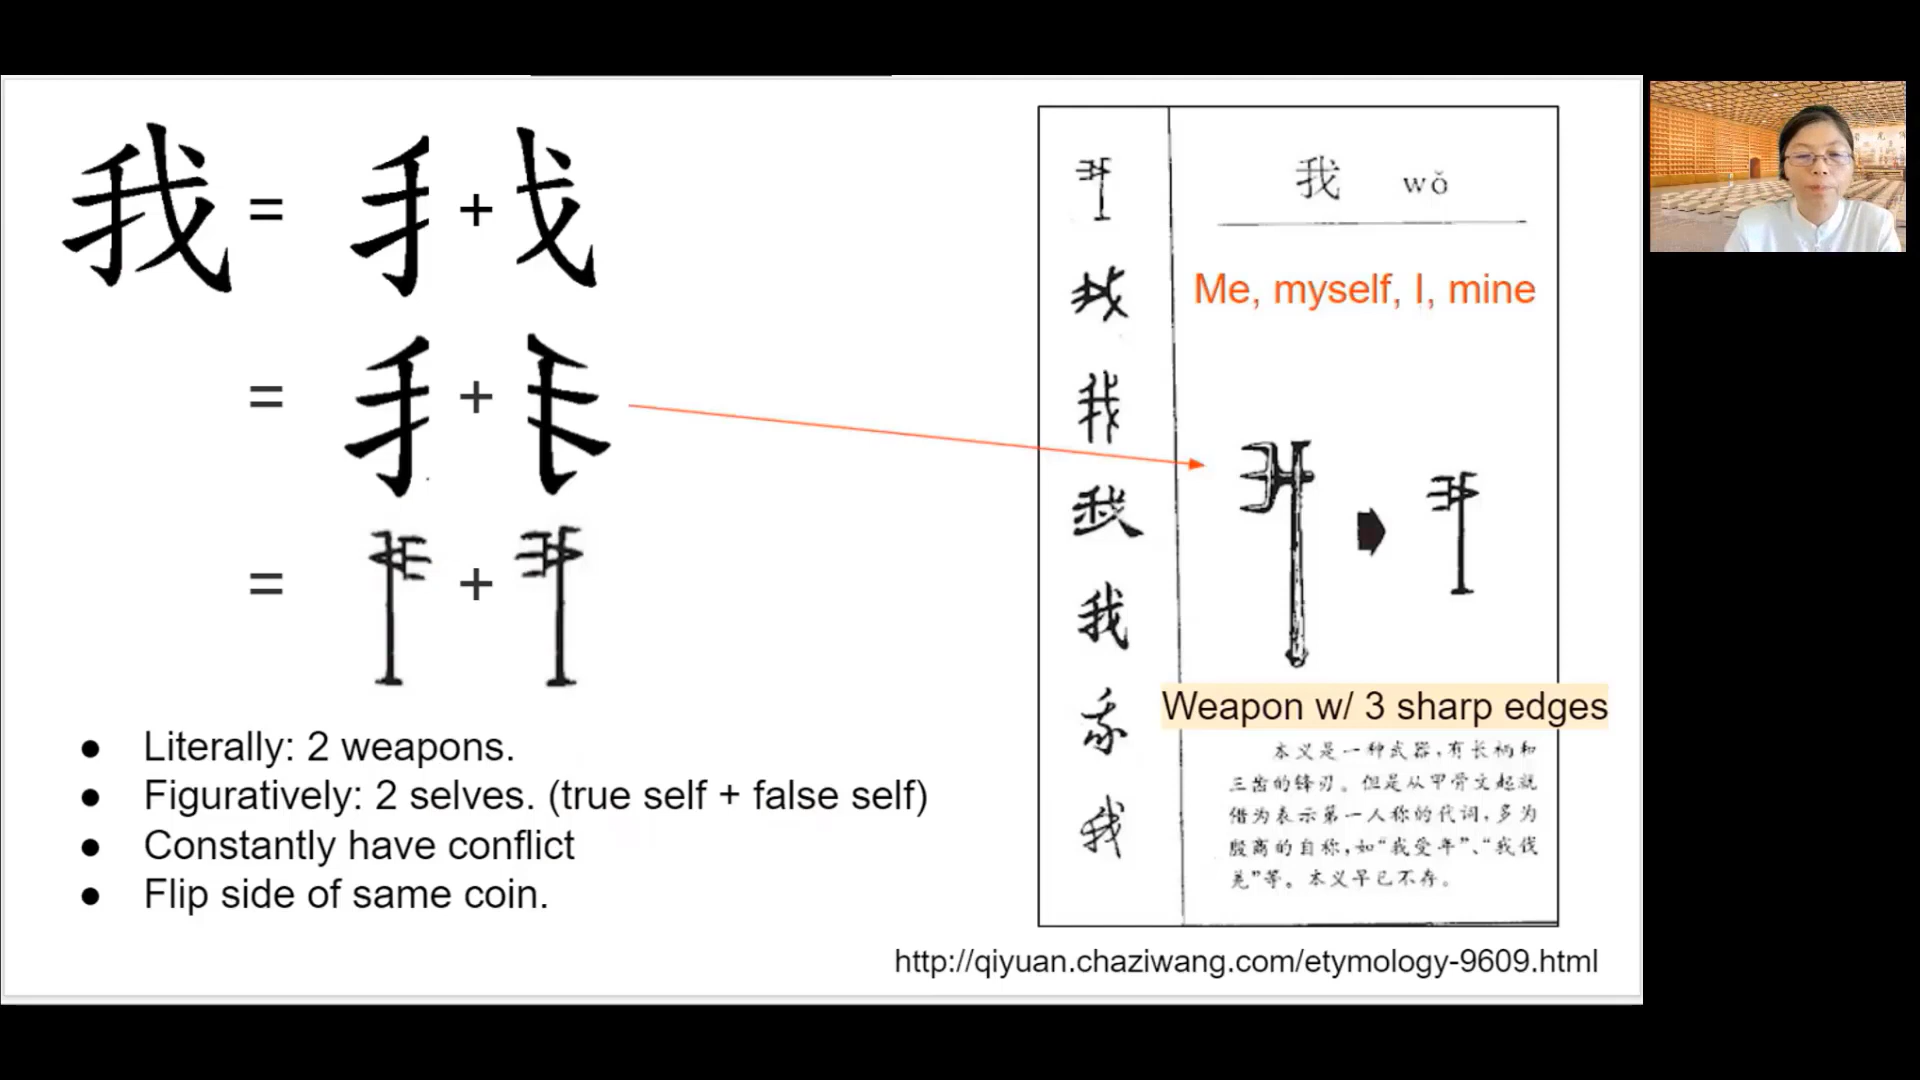 我 = 扌 + 戈
= +
= +
● Literally: 2 weapons.
● Figuratively: 2 selves. (true self + false self)
● Constantly have conflict
● Flip side of same coin.
我 wǒ
Me, myself, I, mine
Weapon w/ 3 sharp edges
本义是一种武器,有长柄和
三齿的锋刃。但是从甲骨文起就
借为表示第一人称的代词,多为
殷商的自称,如“我受年”、“我伐
羌”等。本义早已不存。
http://qiyuan.chaziwang.com/etymology-9609.html